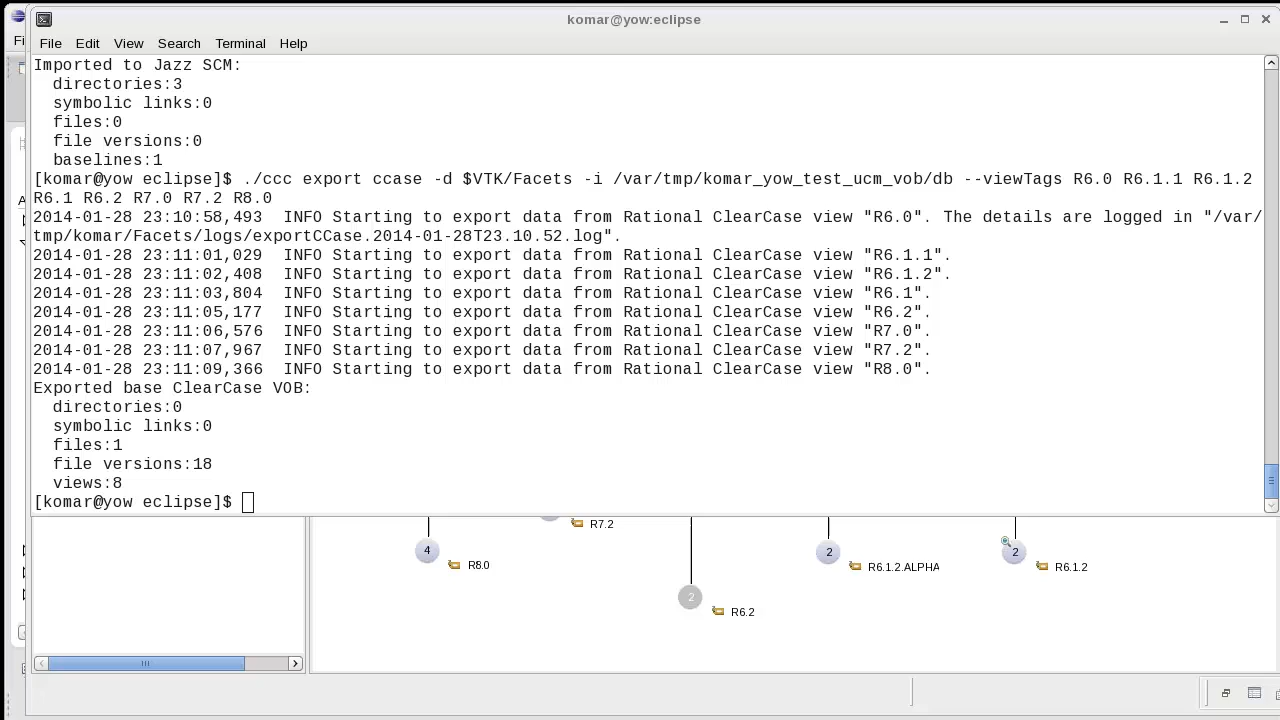 komar@yow:eclipse
Fi
File Edit View Search Terminal Help
Imported to Jazz SCM:
directories:3
symbolic links:0
files:0
file versions:0
baselines:1
[komar@yow eclipse]$ ./ccc export ccase -d $VTK/Facets -i /var/tmp/komar_yow_test_ucm_vob/db --viewTags R6.0 R6.1.1 R6.1.2
R6.1 R6.2 R7.0 R7.2 R8.0
2014-01-28 23:10:58,493  INFO Starting to export data from Rational ClearCase view "R6.0". The details are logged in "/var/
tmp/komar/Facets/logs/exportCCase.2014-01-28T23.10.52.log".
2014-01-28 23:11:01,029  INFO Starting to export data from Rational ClearCase view "R6.1.1".
2014-01-28 23:11:02,408  INFO Starting to export data from Rational ClearCase view "R6.1.2".
2014-01-28 23:11:03,804  INFO Starting to export data from Rational ClearCase view "R6.1".
2014-01-28 23:11:05,177  INFO Starting to export data from Rational ClearCase view "R6.2".
2014-01-28 23:11:06,576  INFO Starting to export data from Rational ClearCase view "R7.0".
2014-01-28 23:11:07,967  INFO Starting to export data from Rational ClearCase view "R7.2".
2014-01-28 23:11:09,366  INFO Starting to export data from Rational ClearCase view "R8.0".
Exported base ClearCase VOB:
directories:0
symbolic links:0
files:1
file versions:18
views:8
[komar@yow eclipse]$
R7.2
4 R8.0
2 R6.1.2.ALPHA
2 R6.1.2
2 R6.2